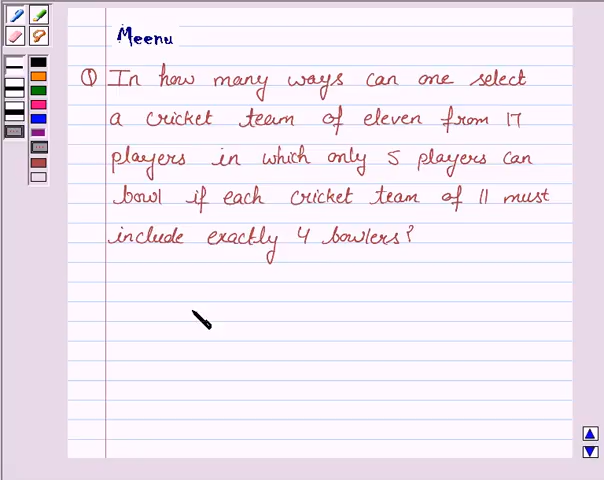 Meenu
① In how many ways can one select
a cricket team of eleven from 17
players in which only 5 players can
bowl if each cricket team of 11 must
include exactly 4 bowlers?